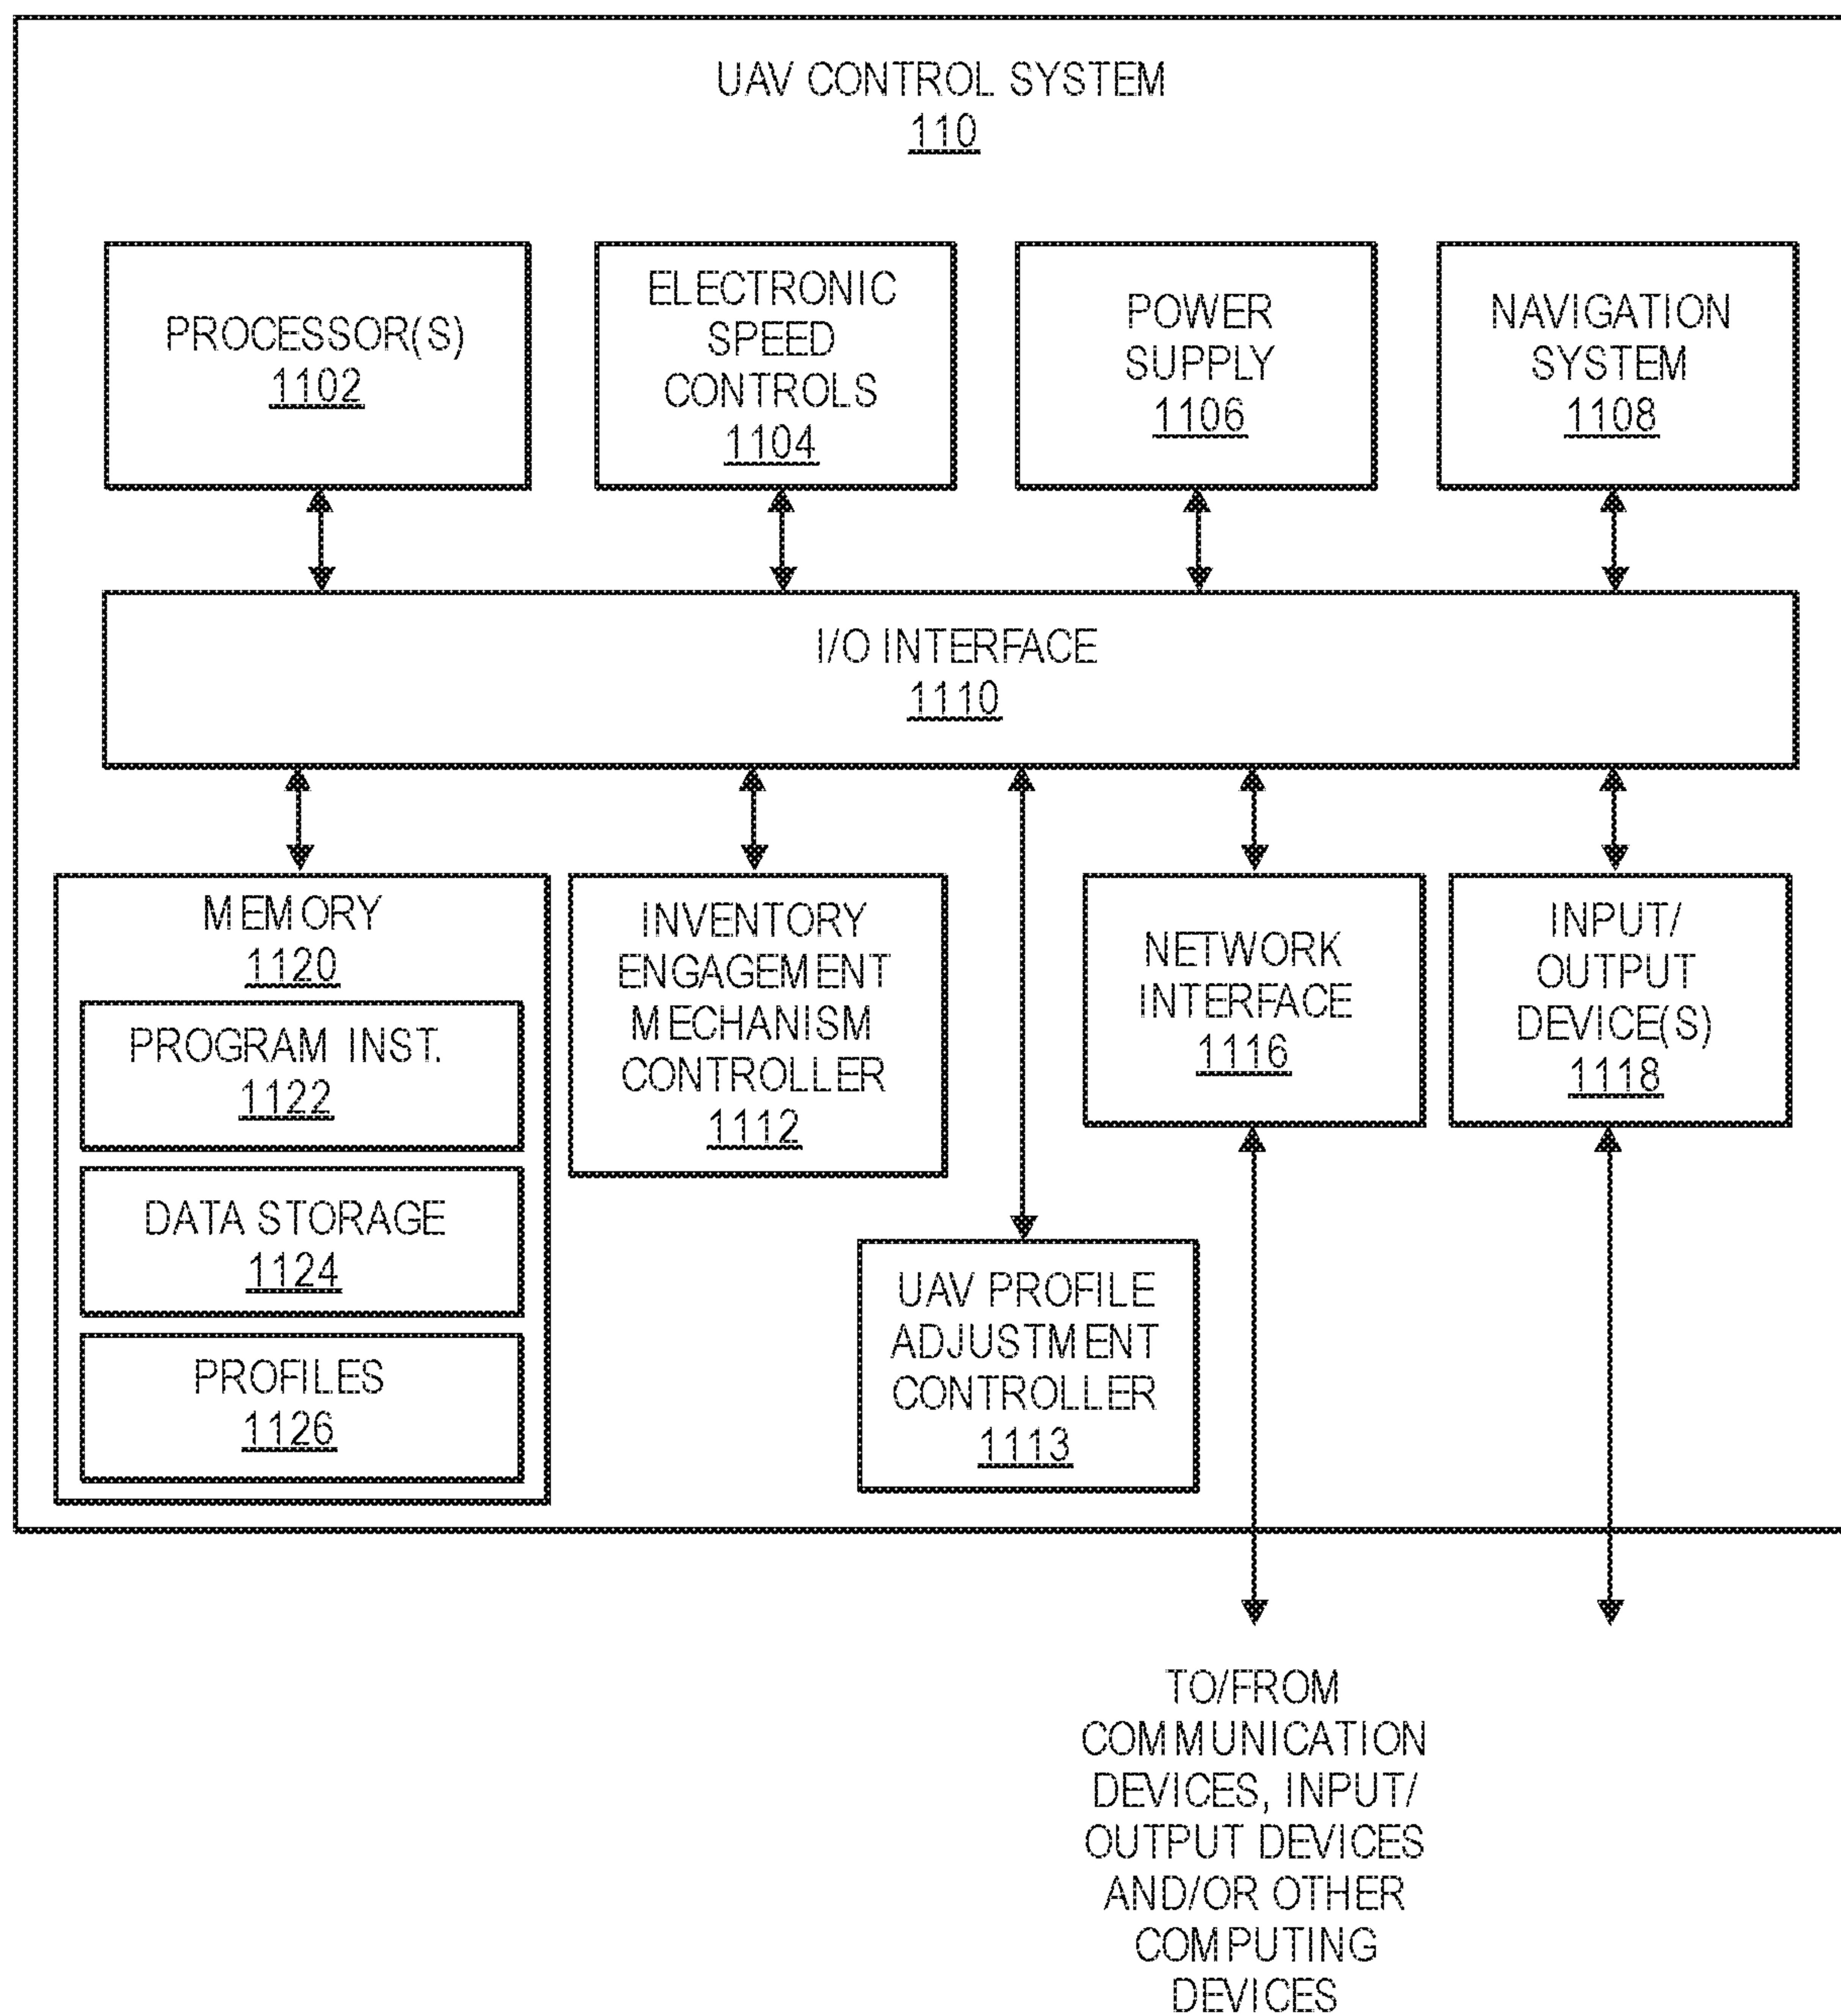 UAV CONTROL SYSTEM
110
PROCESSOR(S)
1102
ELECTRONIC
SPEED
CONTROLS
1104
POWER
SUPPLY
1106
NAVIGATION
SYSTEM
1108
I/O INTERFACE
1110
MEMORY
1120
PROGRAM INST.
1122
DATA STORAGE
1124
PROFILES
1126
INVENTORY
ENGAGEMENT
MECHANISM
CONTROLLER
1112
UAV PROFILE
ADJUSTMENT
CONTROLLER
1113
NETWORK
INTERFACE
1116
INPUT/
OUTPUT
DEVICE(S)
1118
TO/FROM
COMMUNICATION
DEVICES, INPUT/
OUTPUT DEVICES
AND/OR OTHER
COMPUTING
DEVICES